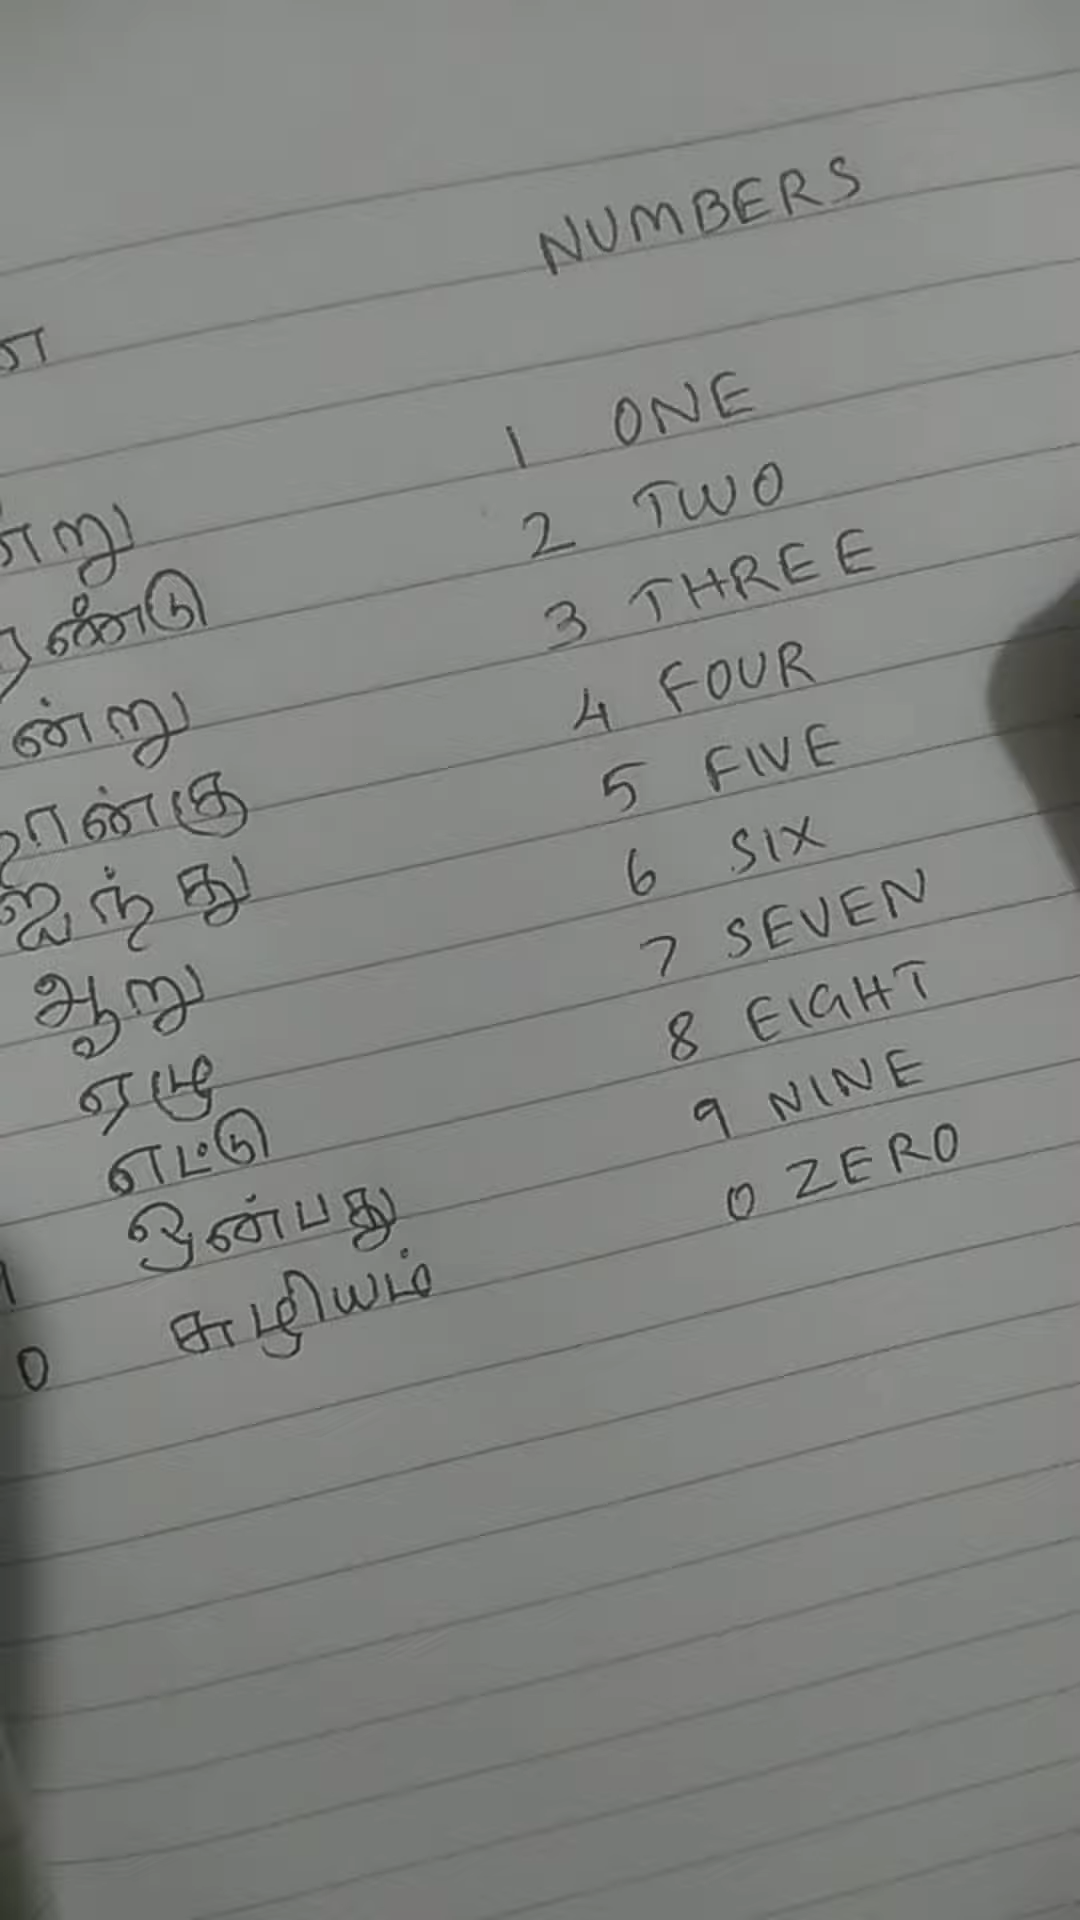 NUMBERS
1 ONE
ண்டு 2 TWO
ன்று 3 THREE
ான்கு 4 FOUR
ஐந்து 5 FIVE
ஆறு 6 SIX
ஏழு 7 SEVEN
எட்டு 8 EIGHT
ஒன்பது 9 NINE
0 சுழியம் 0 ZERO